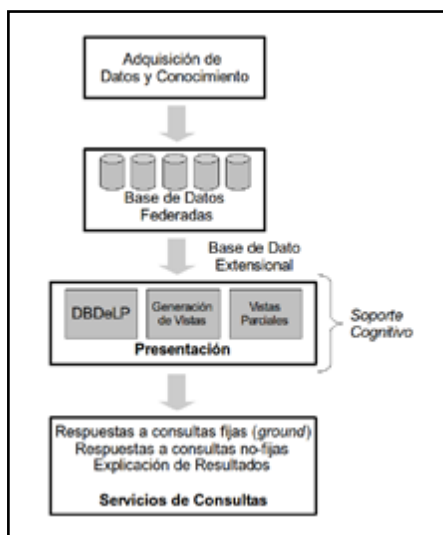 Adquisición de
Datos y Conocimiento
Base de Datos
Federadas
Base de Dato
Extensional
DBDeLP
Generación
de Vistas
Vistas
Parciales
Presentación
Soporte
Cognitivo
Respuestas a consultas fijas (ground)
Respuestas a consultas no-fijas
Explicación de Resultados
Servicios de Consultas